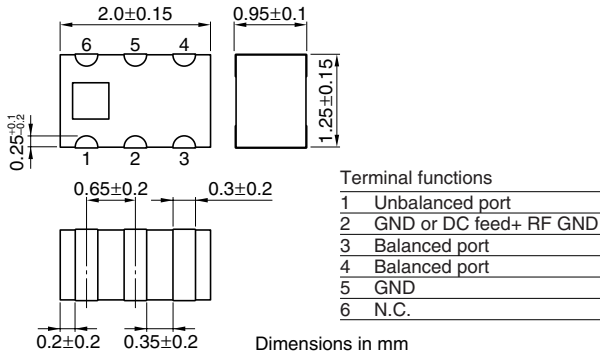 2.0±0.15
0.95±0.1
6 5 4
1.25±0.15
0.25+0.1−0.2
1 2 3
0.65±0.2
0.3±0.2
0.2±0.2
0.35±0.2
Dimensions in mm
Terminal functions
1 Unbalanced port
2 GND or DC feed+ RF GND
3 Balanced port
4 Balanced port
5 GND
6 N.C.